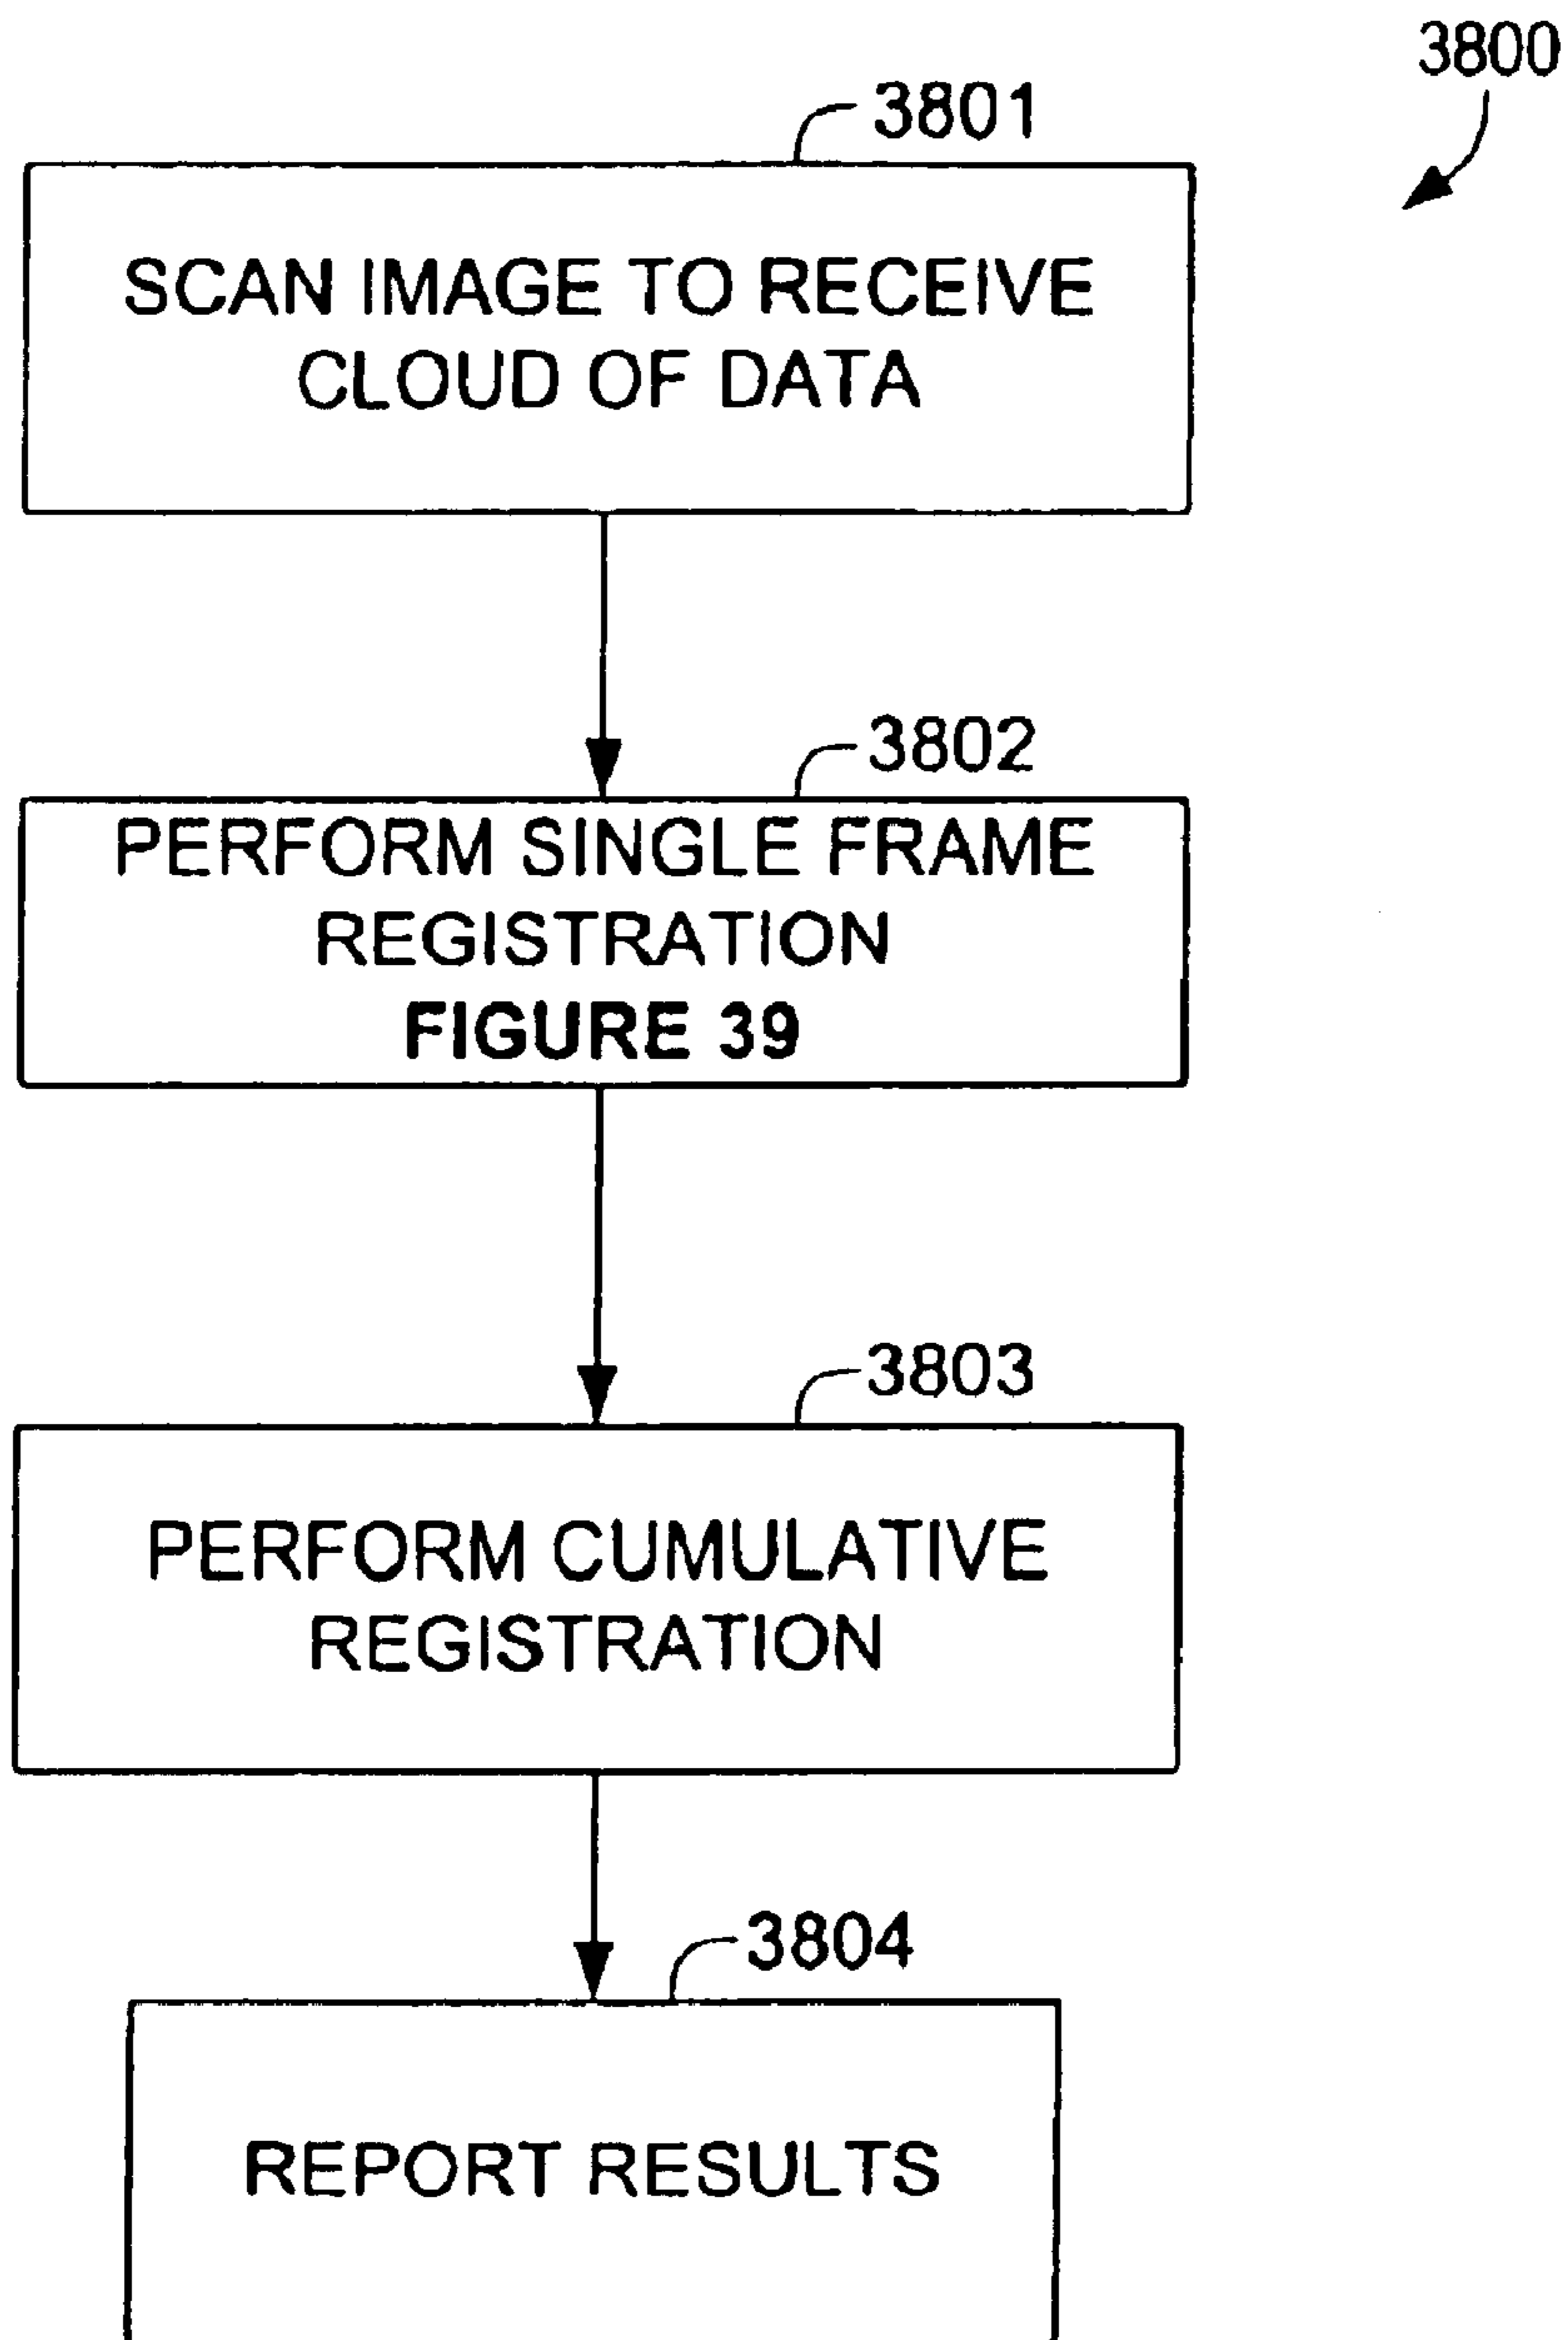 3800
3801
SCAN IMAGE TO RECEIVE
CLOUD OF DATA
3802
PERFORM SINGLE FRAME
REGISTRATION
FIGURE 39
3803
PERFORM CUMULATIVE
REGISTRATION
3804
REPORT RESULTS